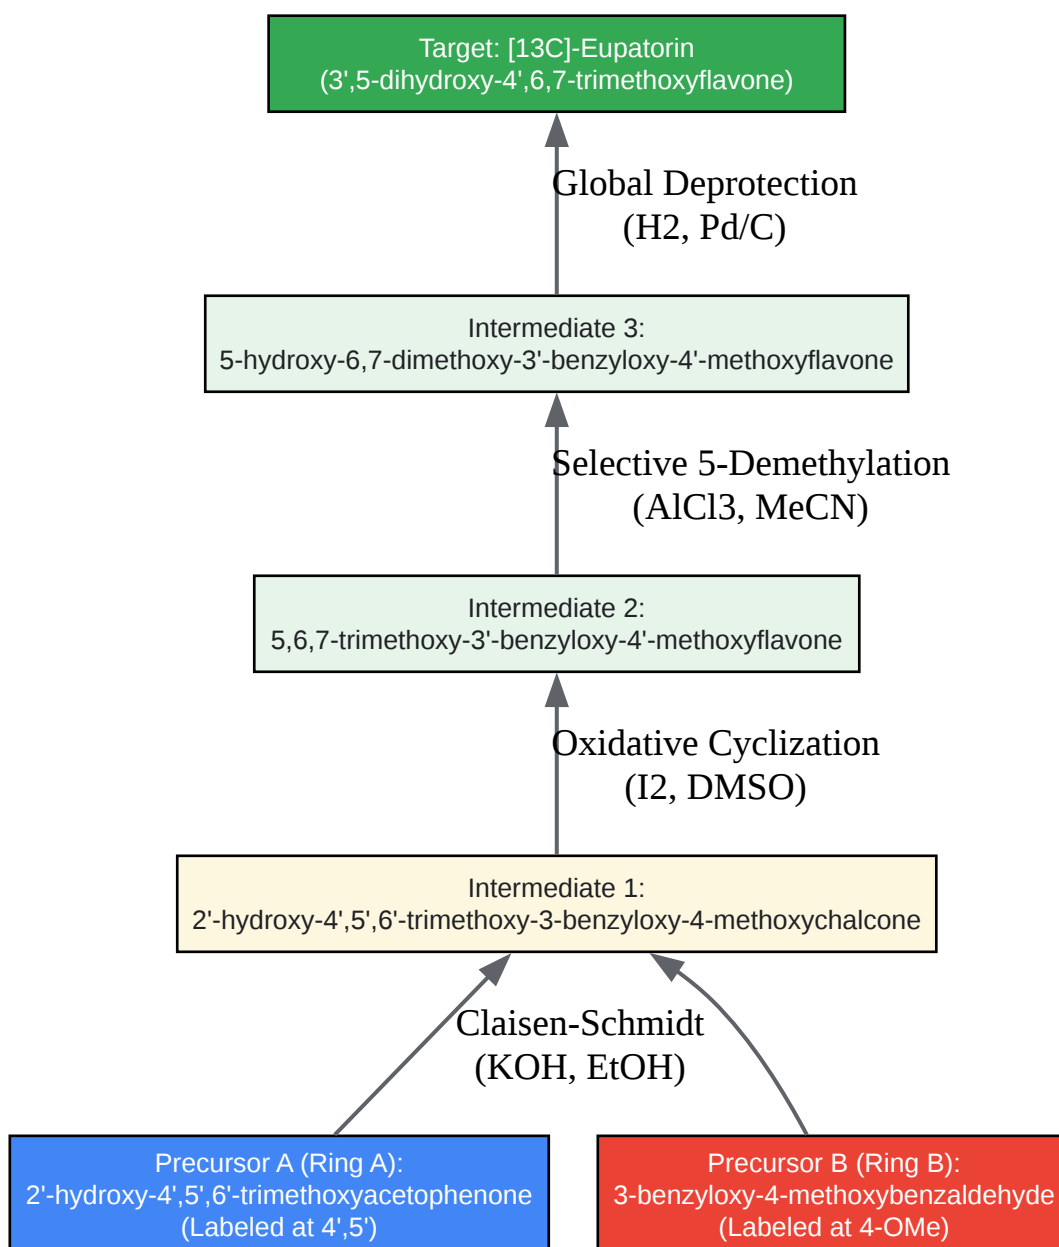 Target: [13C]-Eupatorin
(3',5-dihydroxy-4',6,7-trimethoxyflavone)
Global Deprotection
(H2, Pd/C)
Intermediate 3:
5-hydroxy-6,7-dimethoxy-3'-benzyloxy-4'-methoxyflavone
Selective 5-Demethylation
(AlCl3, MeCN)
Intermediate 2:
5,6,7-trimethoxy-3'-benzyloxy-4'-methoxyflavone
Oxidative Cyclization
(I2, DMSO)
Intermediate 1:
2'-hydroxy-4',5',6'-trimethoxy-3-benzyloxy-4-methoxychalcone
Claisen-Schmidt
(KOH, EtOH)
Precursor A (Ring A):
2'-hydroxy-4',5',6'-trimethoxyacetophenone
(Labeled at 4',5')
Precursor B (Ring B):
3-benzyloxy-4-methoxybenzaldehyde
(Labeled at 4-OMe)